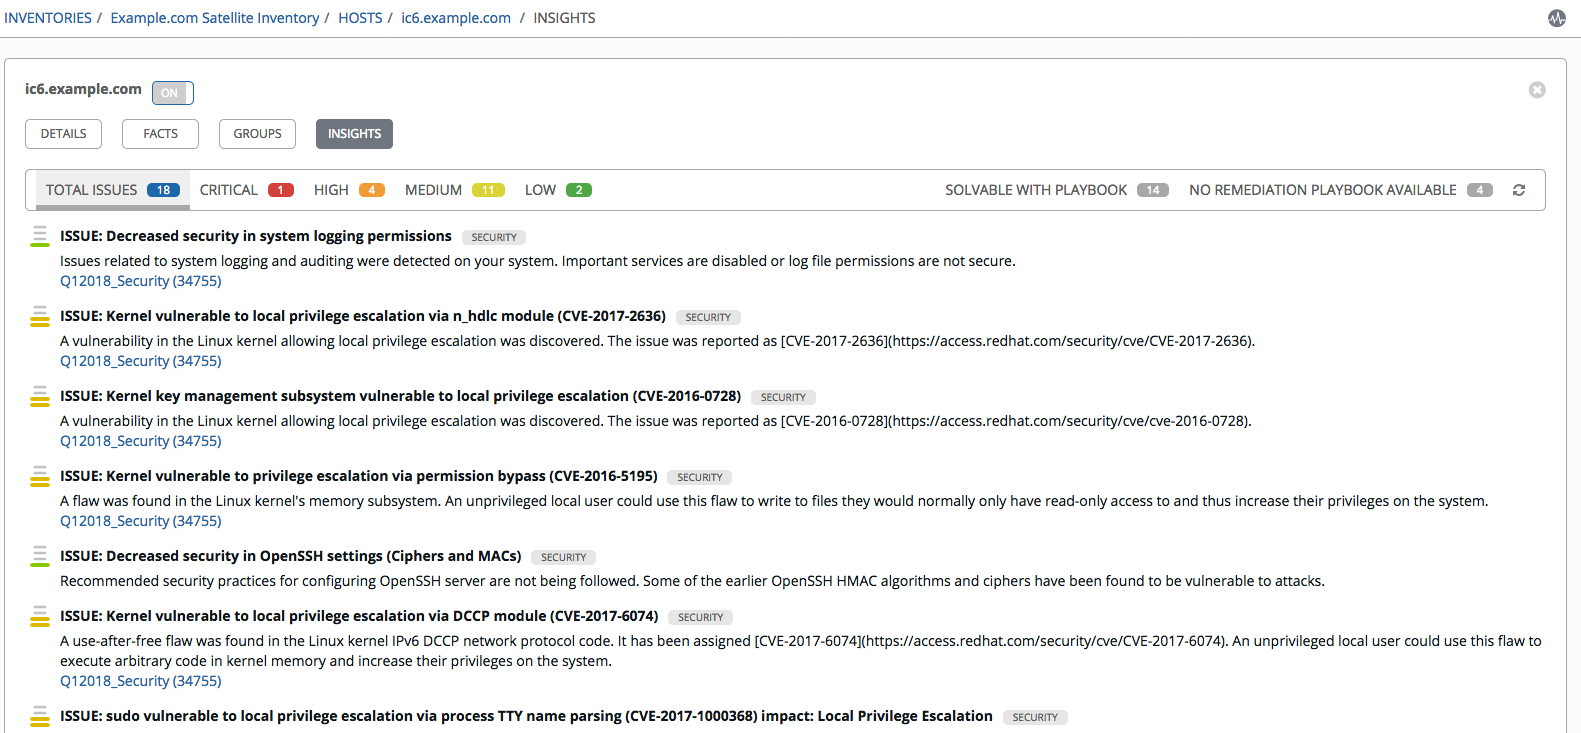 INVENTORIES / Example.com Satellite Inventory / HOSTS / ic6.example.com / INSIGHTS
ic6.example.com ON
DETAILS FACTS GROUPS INSIGHTS
TOTAL ISSUES 18 CRITICAL 1 HIGH 4 MEDIUM 11 LOW 2 SOLVABLE WITH PLAYBOOK 14 NO REMEDIATION PLAYBOOK AVAILABLE 4
ISSUE: Decreased security in system logging permissions SECURITY
Issues related to system logging and auditing were detected on your system. Important services are disabled or log file permissions are not secure.
Q12018_Security (34755)
ISSUE: Kernel vulnerable to local privilege escalation via n_hdlc module (CVE-2017-2636) SECURITY
A vulnerability in the Linux kernel allowing local privilege escalation was discovered. The issue was reported as [CVE-2017-2636](https://access.redhat.com/security/cve/CVE-2017-2636).
Q12018_Security (34755)
ISSUE: Kernel key management subsystem vulnerable to local privilege escalation (CVE-2016-0728) SECURITY
A vulnerability in the Linux kernel allowing local privilege escalation was discovered. The issue was reported as [CVE-2016-0728](https://access.redhat.com/security/cve/cve-2016-0728).
Q12018_Security (34755)
ISSUE: Kernel vulnerable to privilege escalation via permission bypass (CVE-2016-5195) SECURITY
A flaw was found in the Linux kernel's memory subsystem. An unprivileged local user could use this flaw to write to files they would normally only have read-only access to and thus increase their privileges on the system.
Q12018_Security (34755)
ISSUE: Decreased security in OpenSSH settings (Ciphers and MACs) SECURITY
Recommended security practices for configuring OpenSSH server are not being followed. Some of the earlier OpenSSH HMAC algorithms and ciphers have been found to be vulnerable to attacks.
ISSUE: Kernel vulnerable to local privilege escalation via DCCP module (CVE-2017-6074) SECURITY
A use-after-free flaw was found in the Linux kernel IPv6 DCCP network protocol code. It has been assigned [CVE-2017-6074](https://access.redhat.com/security/cve/CVE-2017-6074). An unprivileged local user could use this flaw to
execute arbitrary code in kernel memory and increase their privileges on the system.
Q12018_Security (34755)
ISSUE: sudo vulnerable to local privilege escalation via process TTY name parsing (CVE-2017-1000368) impact: Local Privilege Escalation SECURITY